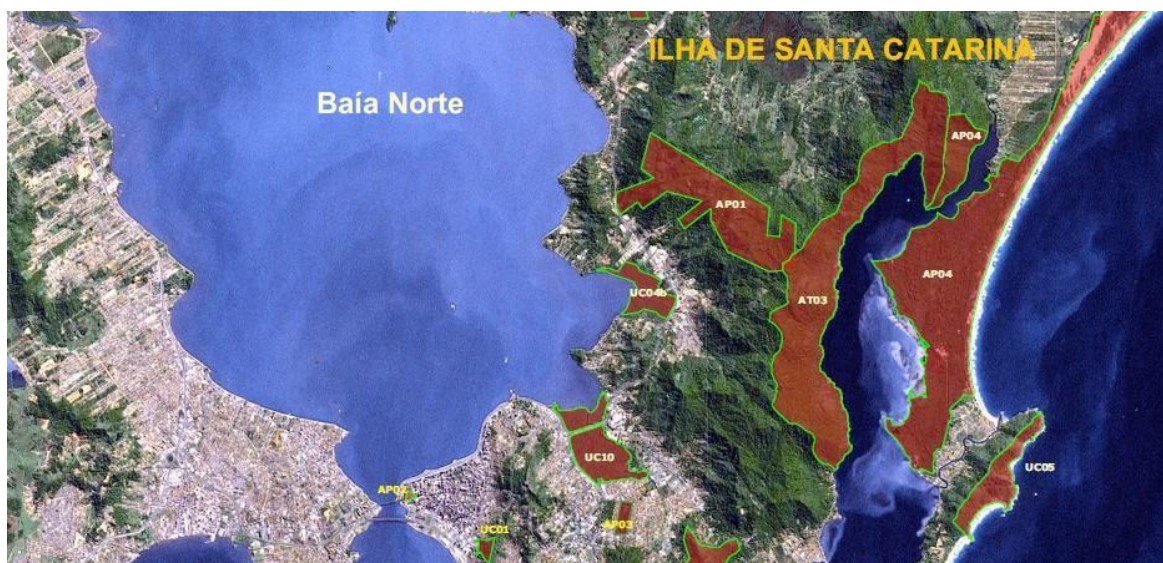 ILHA DE SANTA CATARINA
Baía Norte
AP04
AP01
AP04
UC04b
AT03
UC10
UC05
AP02
UC01
AP03